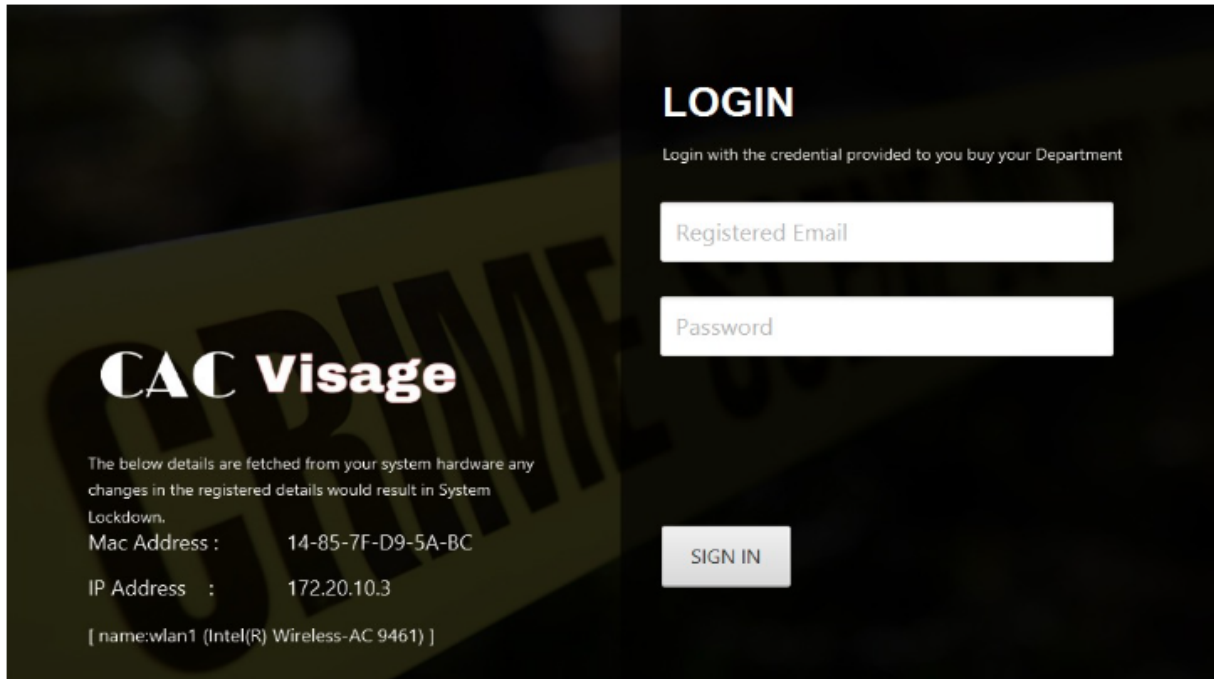 LOGIN
Login with the credential provided to you buy your Department
Registered Email
Password
SIGN IN
CAC Visage
The below details are fetched from your system hardware any
changes in the registered details would result in System
Lockdown.
Mac Address : 14-85-7F-D9-5A-BC
IP Address : 172.20.10.3
[ name:wlan1 (Intel(R) Wireless-AC 9461) ]
CRIME SCENE